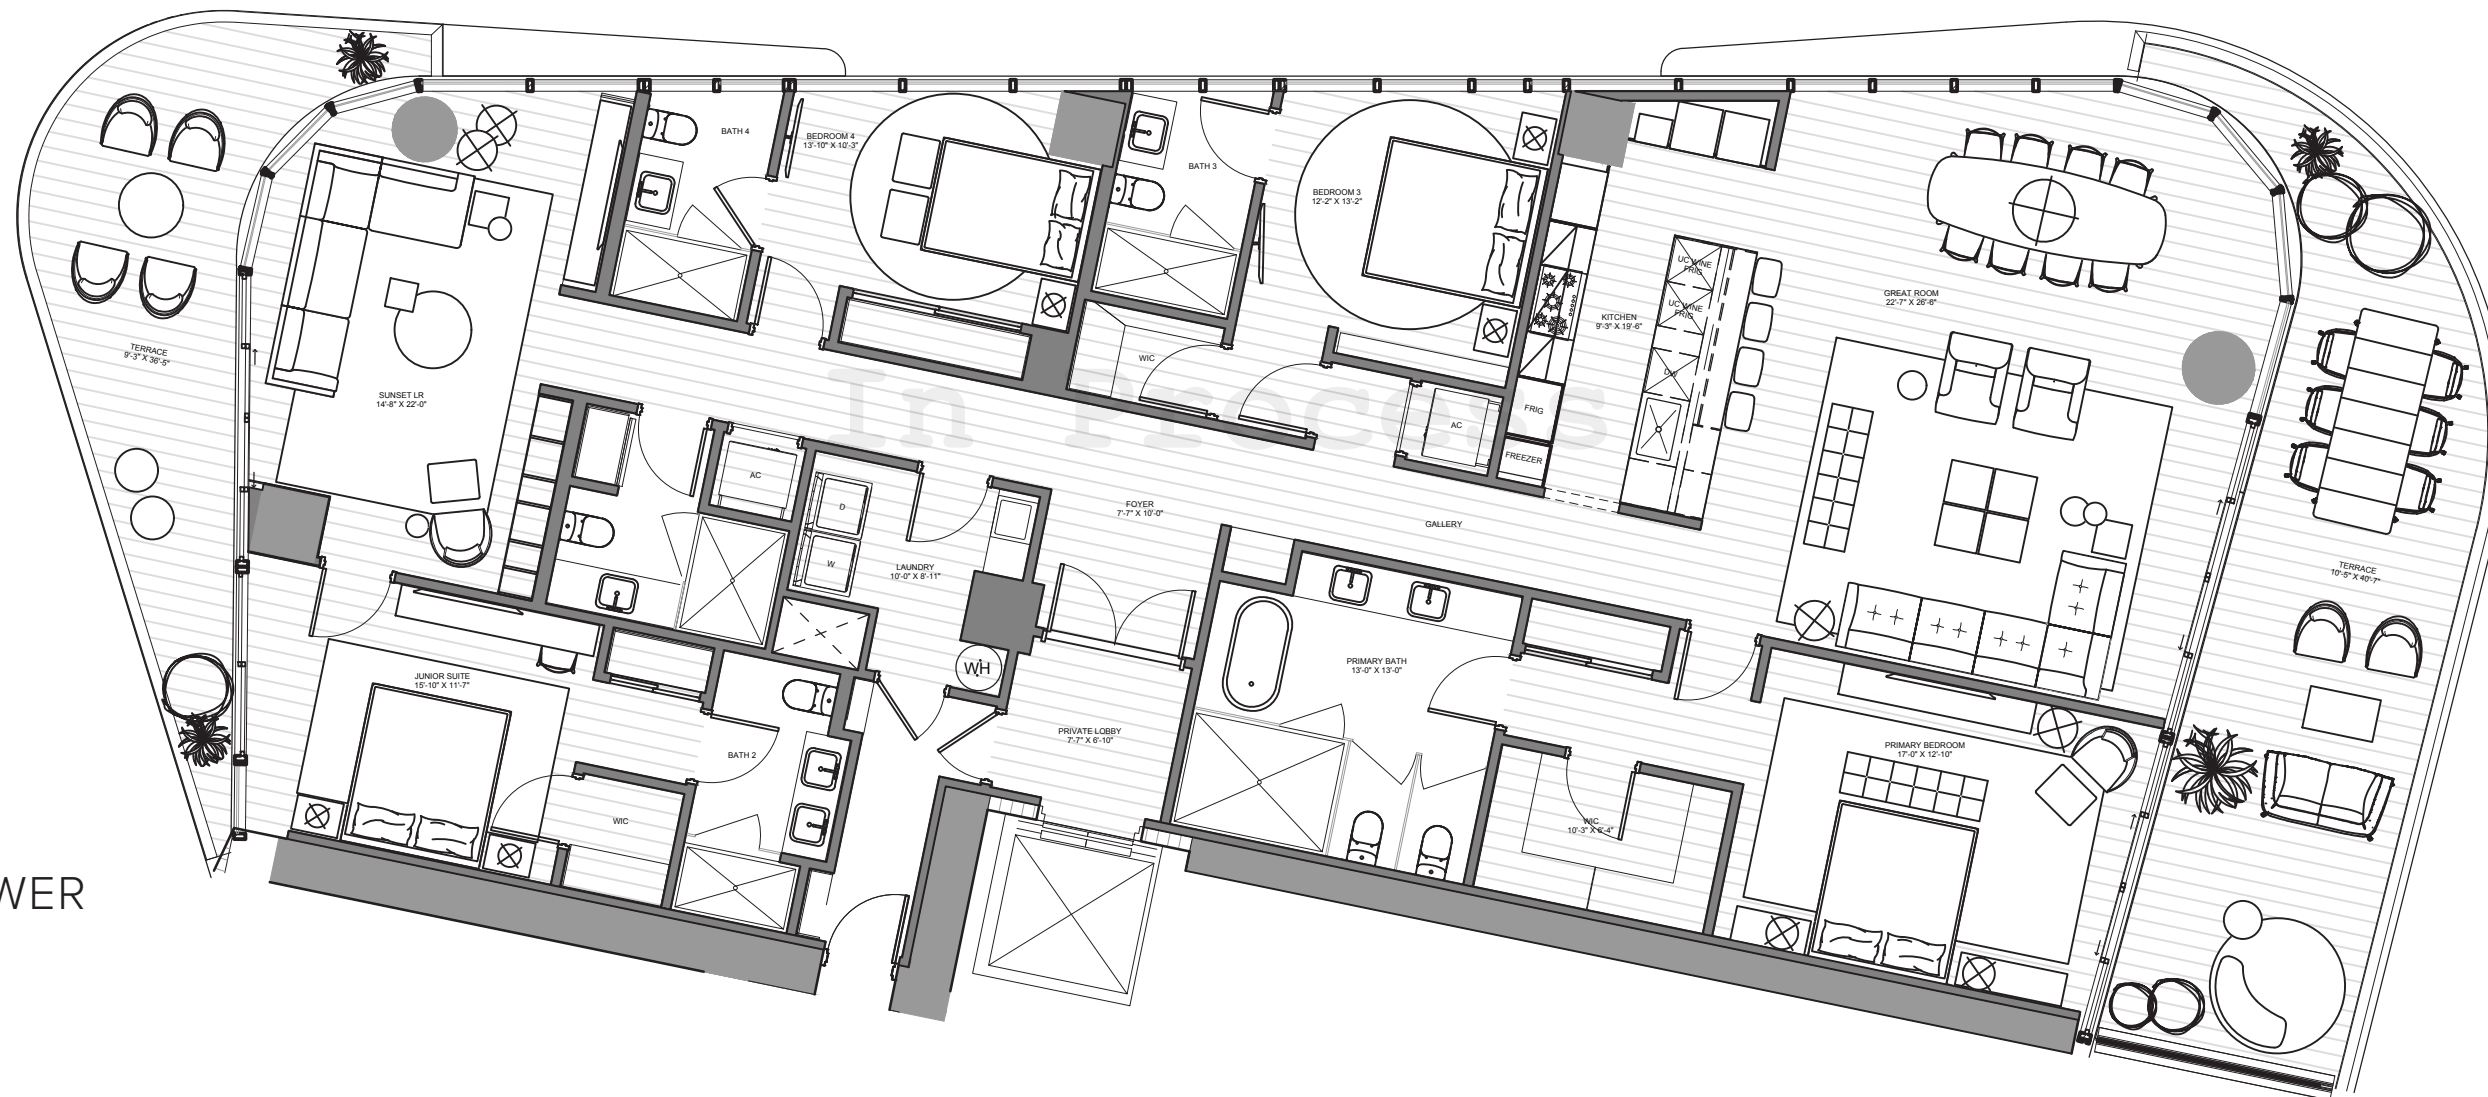 BATH 4
BEDROOM 4
13'-10" X 10'-3"
BATH 3
BEDROOM 3
12'-2" X 13'-2"
UC WINE
FRIG
UC WINE
FRIG
DW
KITCHEN
9'-3" X 19'-6"
GREAT ROOM
22'-7" X 26'-6"
TERRACE
9'-3" X 36'-5"
SUNSET LR
14'-8" X 22'-0"
WIC
In Process
FRIG
AC
FREEZER
AC
D
W
LAUNDRY
10'-0" X 8'-11"
FOYER
7'-7" X 10'-0"
GALLERY
TERRACE
10'-5" X 40'-7"
WH
JUNIOR SUITE
15'-10" X 11'-7"
PRIMARY BATH
13'-0" X 13'-0"
BATH 2
PRIVATE LOBBY
7'-7" X 6'-10"
PRIMARY BEDROOM
17'-0" X 12'-10"
WIC
WIC
10'-3" X 6'-4"
WER